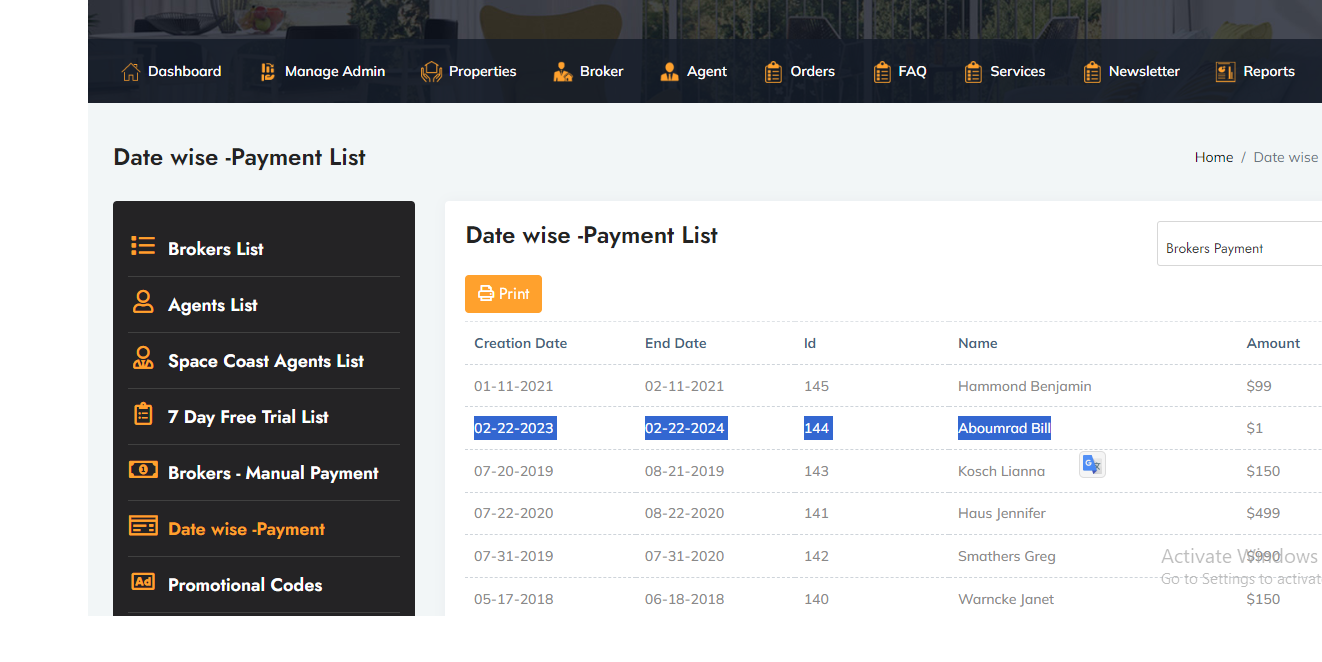 Dashboard Manage Admin Properties Broker Agent Orders FAQ Services Newsletter Reports
Date wise -Payment List
Home / Date wise
Brokers List
Agents List
Space Coast Agents List
7 Day Free Trial List
Brokers - Manual Payment
Date wise -Payment
Ad Promotional Codes
Date wise -Payment List
Brokers Payment
Print
Creation Date End Date Id Name Amount
01-11-2021 02-11-2021 145 Hammond Benjamin $99
02-22-2023 02-22-2024 144 Aboumrad Bill $1
07-20-2019 08-21-2019 143 Kosch Lianna $150
07-22-2020 08-22-2020 141 Haus Jennifer $499
07-31-2019 07-31-2020 142 Smathers Greg $990
05-17-2018 06-18-2018 140 Warncke Janet $150
Activate Windows
Go to Settings to activat